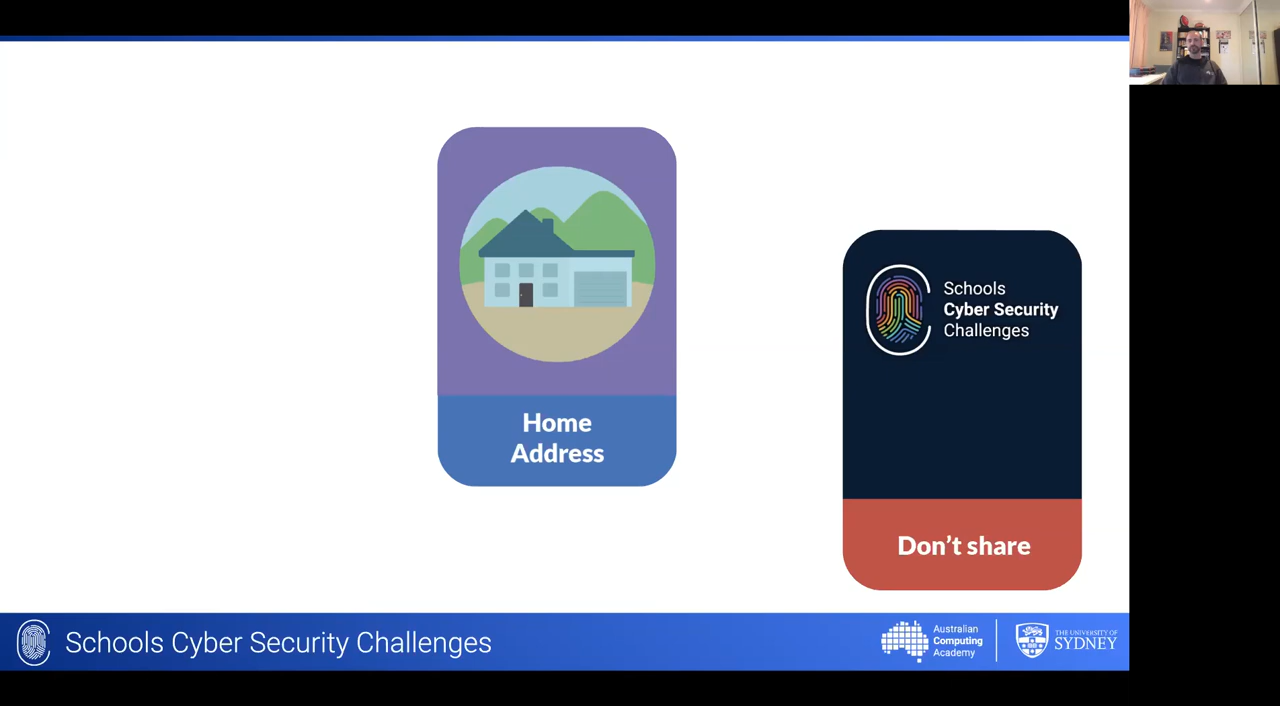 Home
Address
Schools
Cyber Security
Challenges
Don't share
Schools Cyber Security Challenges
Australian
Computing
Academy
THE UNIVERSITY OF
SYDNEY